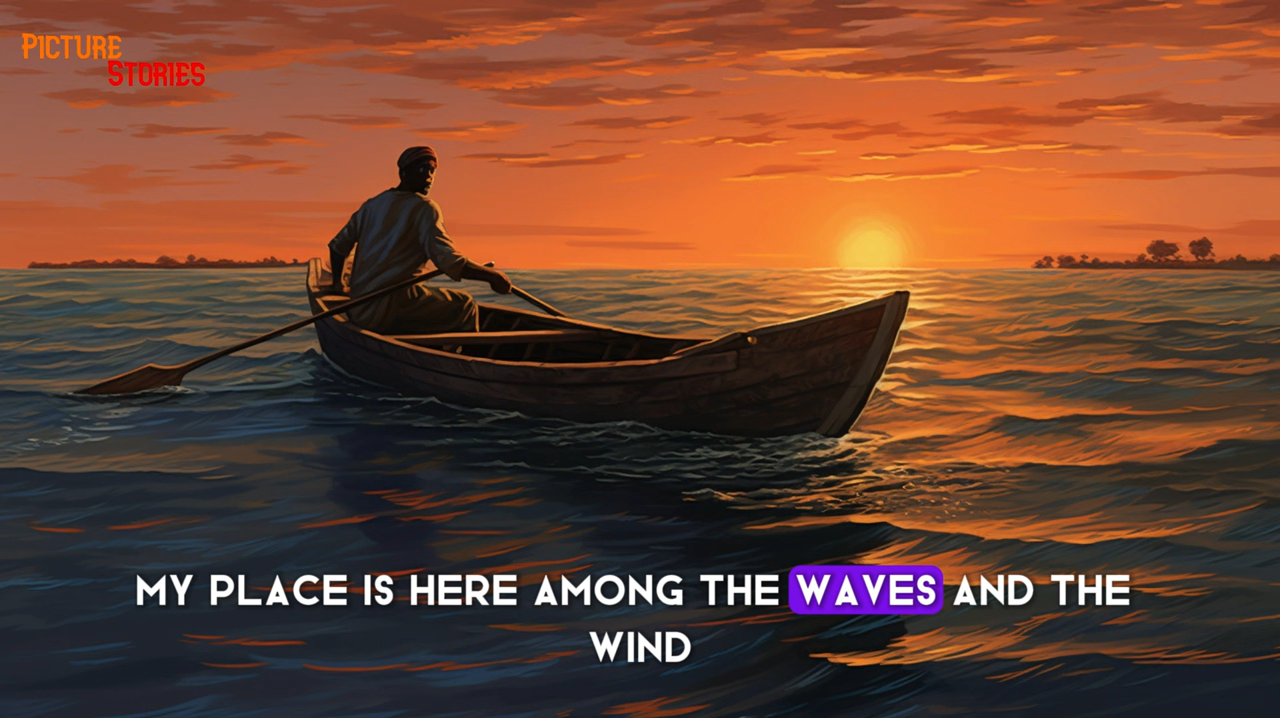 PICTURE
STORIES
MY PLACE IS HERE AMONG THE WAVES AND THE
WIND